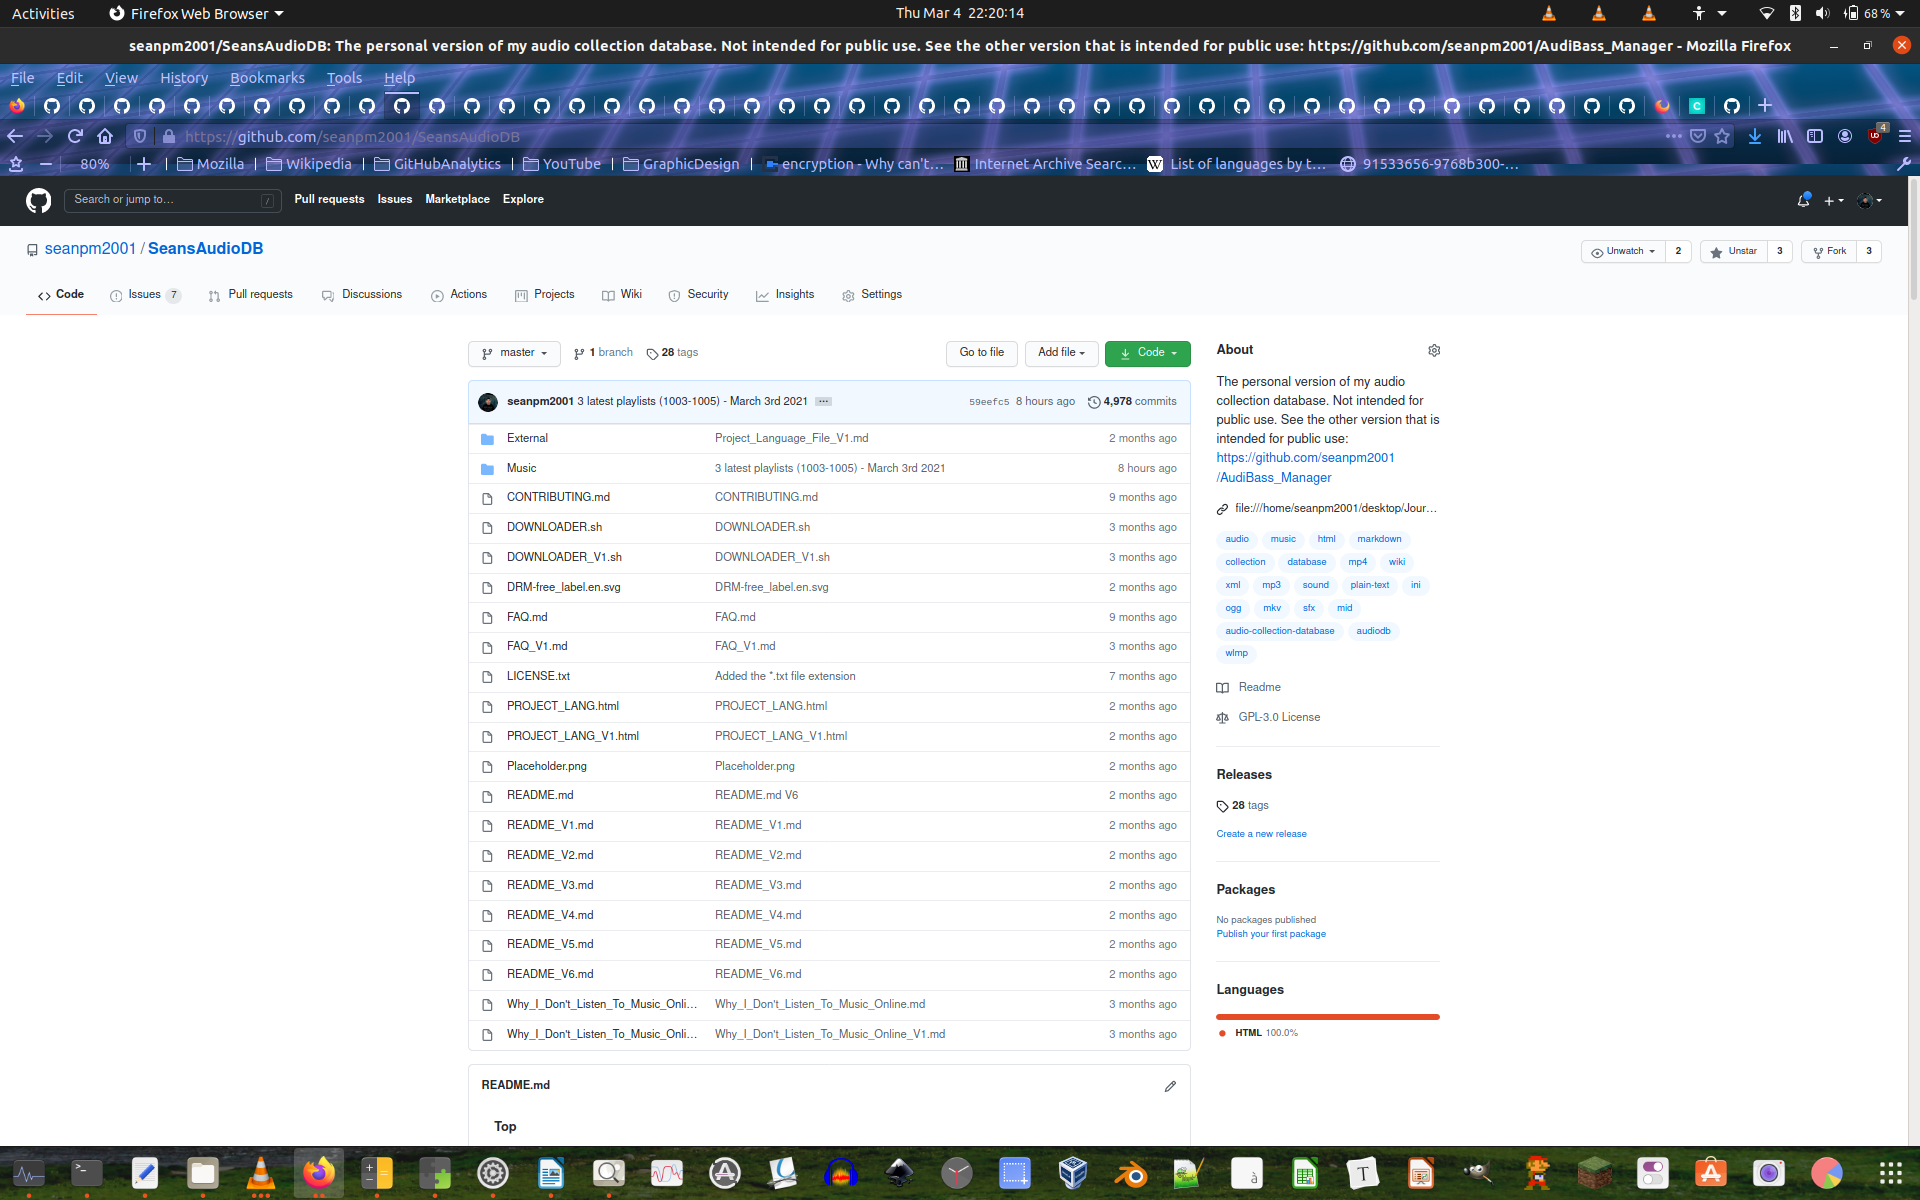 Activities
Firefox Web Browser
Thu Mar 4 22:20:14
68 %
seanpm2001/SeansAudioDB: The personal version of my audio collection database. Not intended for public use. See the other version that is intended for public use: https://github.com/seanpm2001/AudiBass_Manager - Mozilla Firefox
File Edit View History Bookmarks Tools Help
https://github.com/seanpm2001/SeansAudioDB
4
80%
Mozilla
Wikipedia
GitHubAnalytics
YouTube
GraphicDesign
encryption - Why can't…
Internet Archive Searc…
List of languages by t…
91533656-9768b300-…
Search or jump to…
/
Pull requests Issues Marketplace Explore
seanpm2001 / SeansAudioDB
Unwatch 2
Unstar 3
Fork 3
Code
Issues 7
Pull requests
Discussions
Actions
Projects
Wiki
Security
Insights
Settings
master
1 branch
28 tags
Go to file
Add file
Code
seanpm2001 3 latest playlists (1003-1005) - March 3rd 2021 …
59eefc5 8 hours ago
4,978 commits
External Project_Language_File_V1.md 2 months ago
Music 3 latest playlists (1003-1005) - March 3rd 2021 8 hours ago
CONTRIBUTING.md CONTRIBUTING.md 9 months ago
DOWNLOADER.sh DOWNLOADER.sh 3 months ago
DOWNLOADER_V1.sh DOWNLOADER_V1.sh 3 months ago
DRM-free_label.en.svg DRM-free_label.en.svg 2 months ago
FAQ.md FAQ.md 9 months ago
FAQ_V1.md FAQ_V1.md 3 months ago
LICENSE.txt Added the *.txt file extension 7 months ago
PROJECT_LANG.html PROJECT_LANG.html 2 months ago
PROJECT_LANG_V1.html PROJECT_LANG_V1.html 2 months ago
Placeholder.png Placeholder.png 2 months ago
README.md README.md V6 2 months ago
README_V1.md README_V1.md 2 months ago
README_V2.md README_V2.md 2 months ago
README_V3.md README_V3.md 2 months ago
README_V4.md README_V4.md 2 months ago
README_V5.md README_V5.md 2 months ago
README_V6.md README_V6.md 2 months ago
Why_I_Don't_Listen_To_Music_Onli… Why_I_Don't_Listen_To_Music_Online.md 3 months ago
Why_I_Don't_Listen_To_Music_Onli… Why_I_Don't_Listen_To_Music_Online_V1.md 3 months ago
README.md
Top
About
The personal version of my audio
collection database. Not intended for
public use. See the other version that is
intended for public use:
https://github.com/seanpm2001
/AudiBass_Manager
file:///home/seanpm2001/desktop/Jour…
audio music html markdown
collection database mp4 wiki
xml mp3 sound plain-text ini
ogg mkv sfx mid
audio-collection-database audiodb
wlmp
Readme
GPL-3.0 License
Releases
28 tags
Create a new release
Packages
No packages published
Publish your first package
Languages
HTML 100.0%